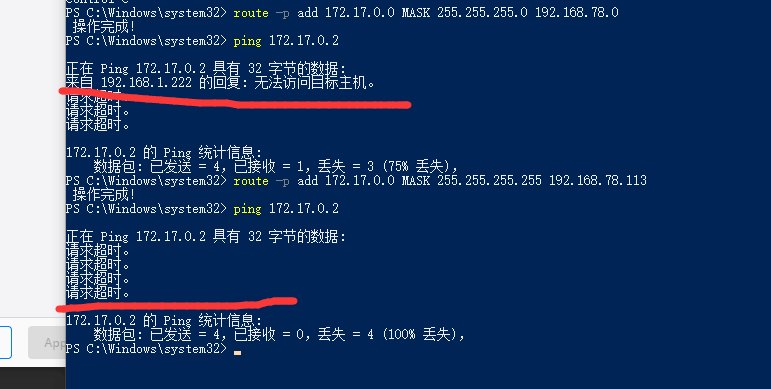 PS C:\Windows\system32> route -p add 172.17.0.0 MASK 255.255.255.0 192.168.78.0
操作完成!
PS C:\Windows\system32> ping 172.17.0.2
正在 Ping 172.17.0.2 具有 32 字节的数据:
来自 192.168.1.222 的回复: 无法访问目标主机。
请求超时。
请求超时。
请求超时。
172.17.0.2 的 Ping 统计信息:
数据包: 已发送 = 4，已接收 = 1，丢失 = 3 (75% 丢失)，
PS C:\Windows\system32> route -p add 172.17.0.0 MASK 255.255.255.255 192.168.78.113
操作完成!
PS C:\Windows\system32> ping 172.17.0.2
正在 Ping 172.17.0.2 具有 32 字节的数据:
请求超时。
请求超时。
请求超时。
请求超时。
172.17.0.2 的 Ping 统计信息:
数据包: 已发送 = 4，已接收 = 0，丢失 = 4 (100% 丢失)，
App
PS C:\Windows\system32>